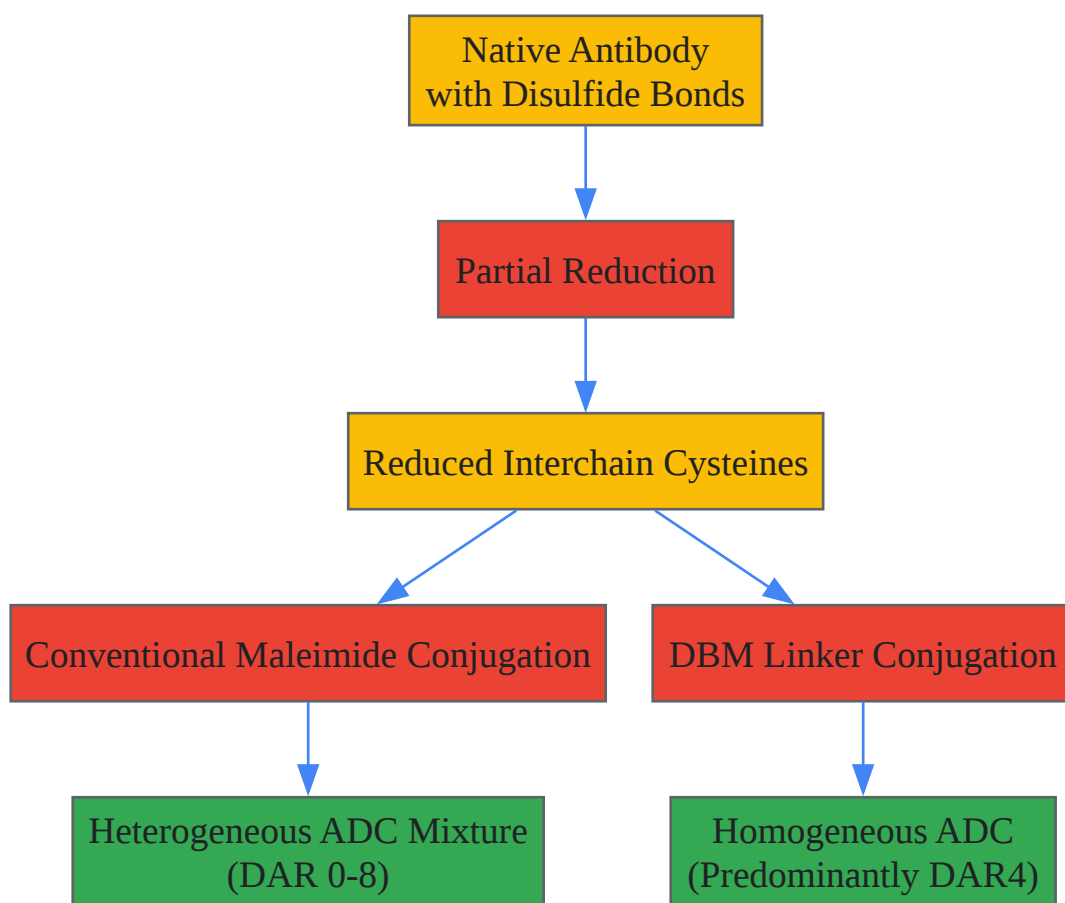 Native Antibody
with Disulfide Bonds
Partial Reduction
Reduced Interchain Cysteines
Conventional Maleimide Conjugation
DBM Linker Conjugation
Heterogeneous ADC Mixture
(DAR 0-8)
Homogeneous ADC
(Predominantly DAR4)